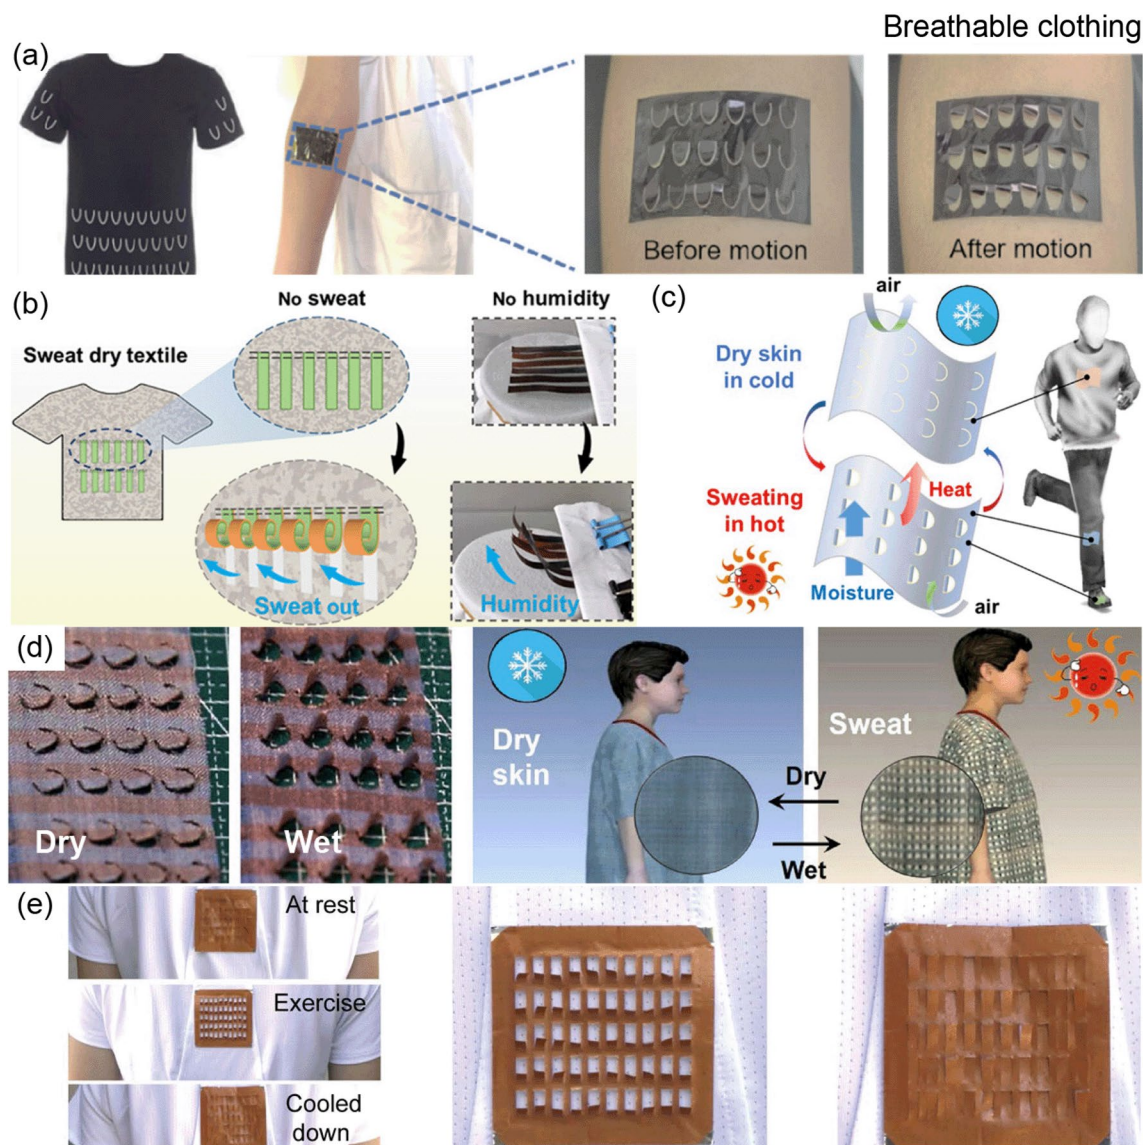 Breathable clothing
(a)
Before motion
After motion
(b)
No sweat
No humidity
Sweat dry textile
Sweat out
Humidity
(c)
air
Dry skin
in cold
Sweating
in hot
Heat
Moisture
air
(d)
Dry
Wet
Dry
skin
Sweat
Dry
Wet
(e)
At rest
Exercise
Cooled
down